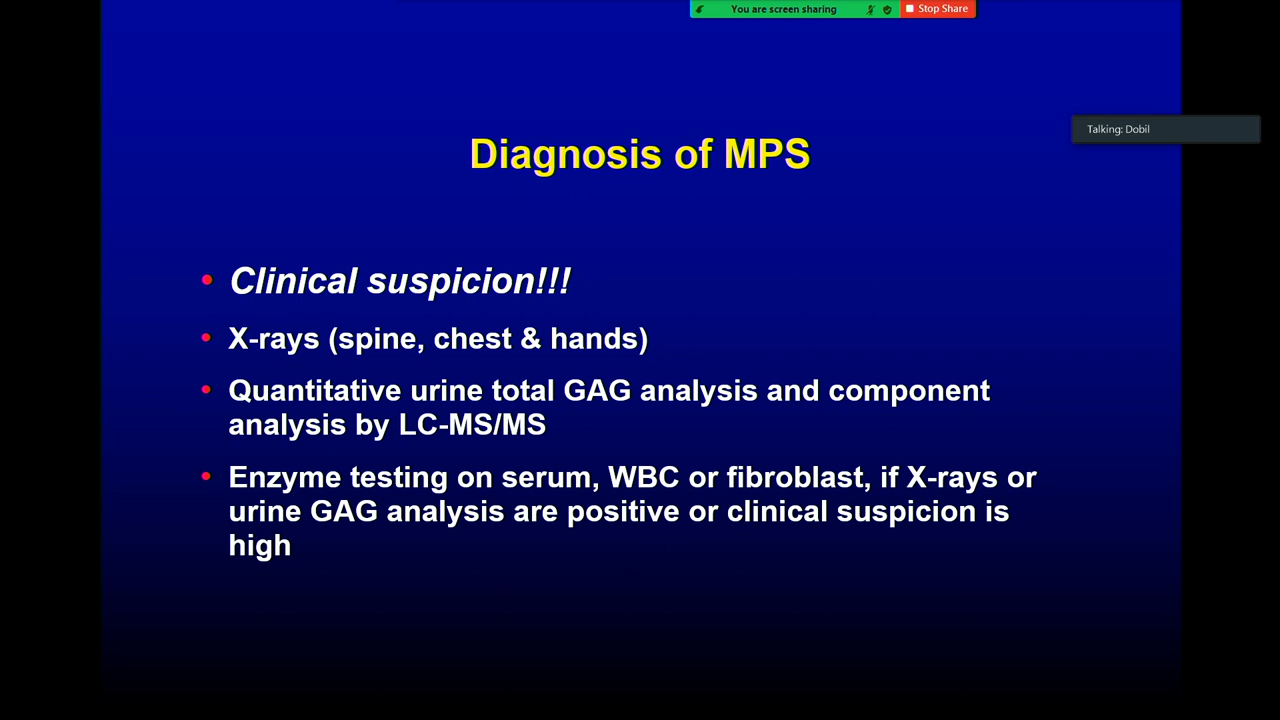 You are screen sharing
Stop Share
Talking: Dobil
Diagnosis of MPS
• Clinical suspicion!!!
• X-rays (spine, chest & hands)
• Quantitative urine total GAG analysis and component
analysis by LC-MS/MS
• Enzyme testing on serum, WBC or fibroblast, if X-rays or
urine GAG analysis are positive or clinical suspicion is
high